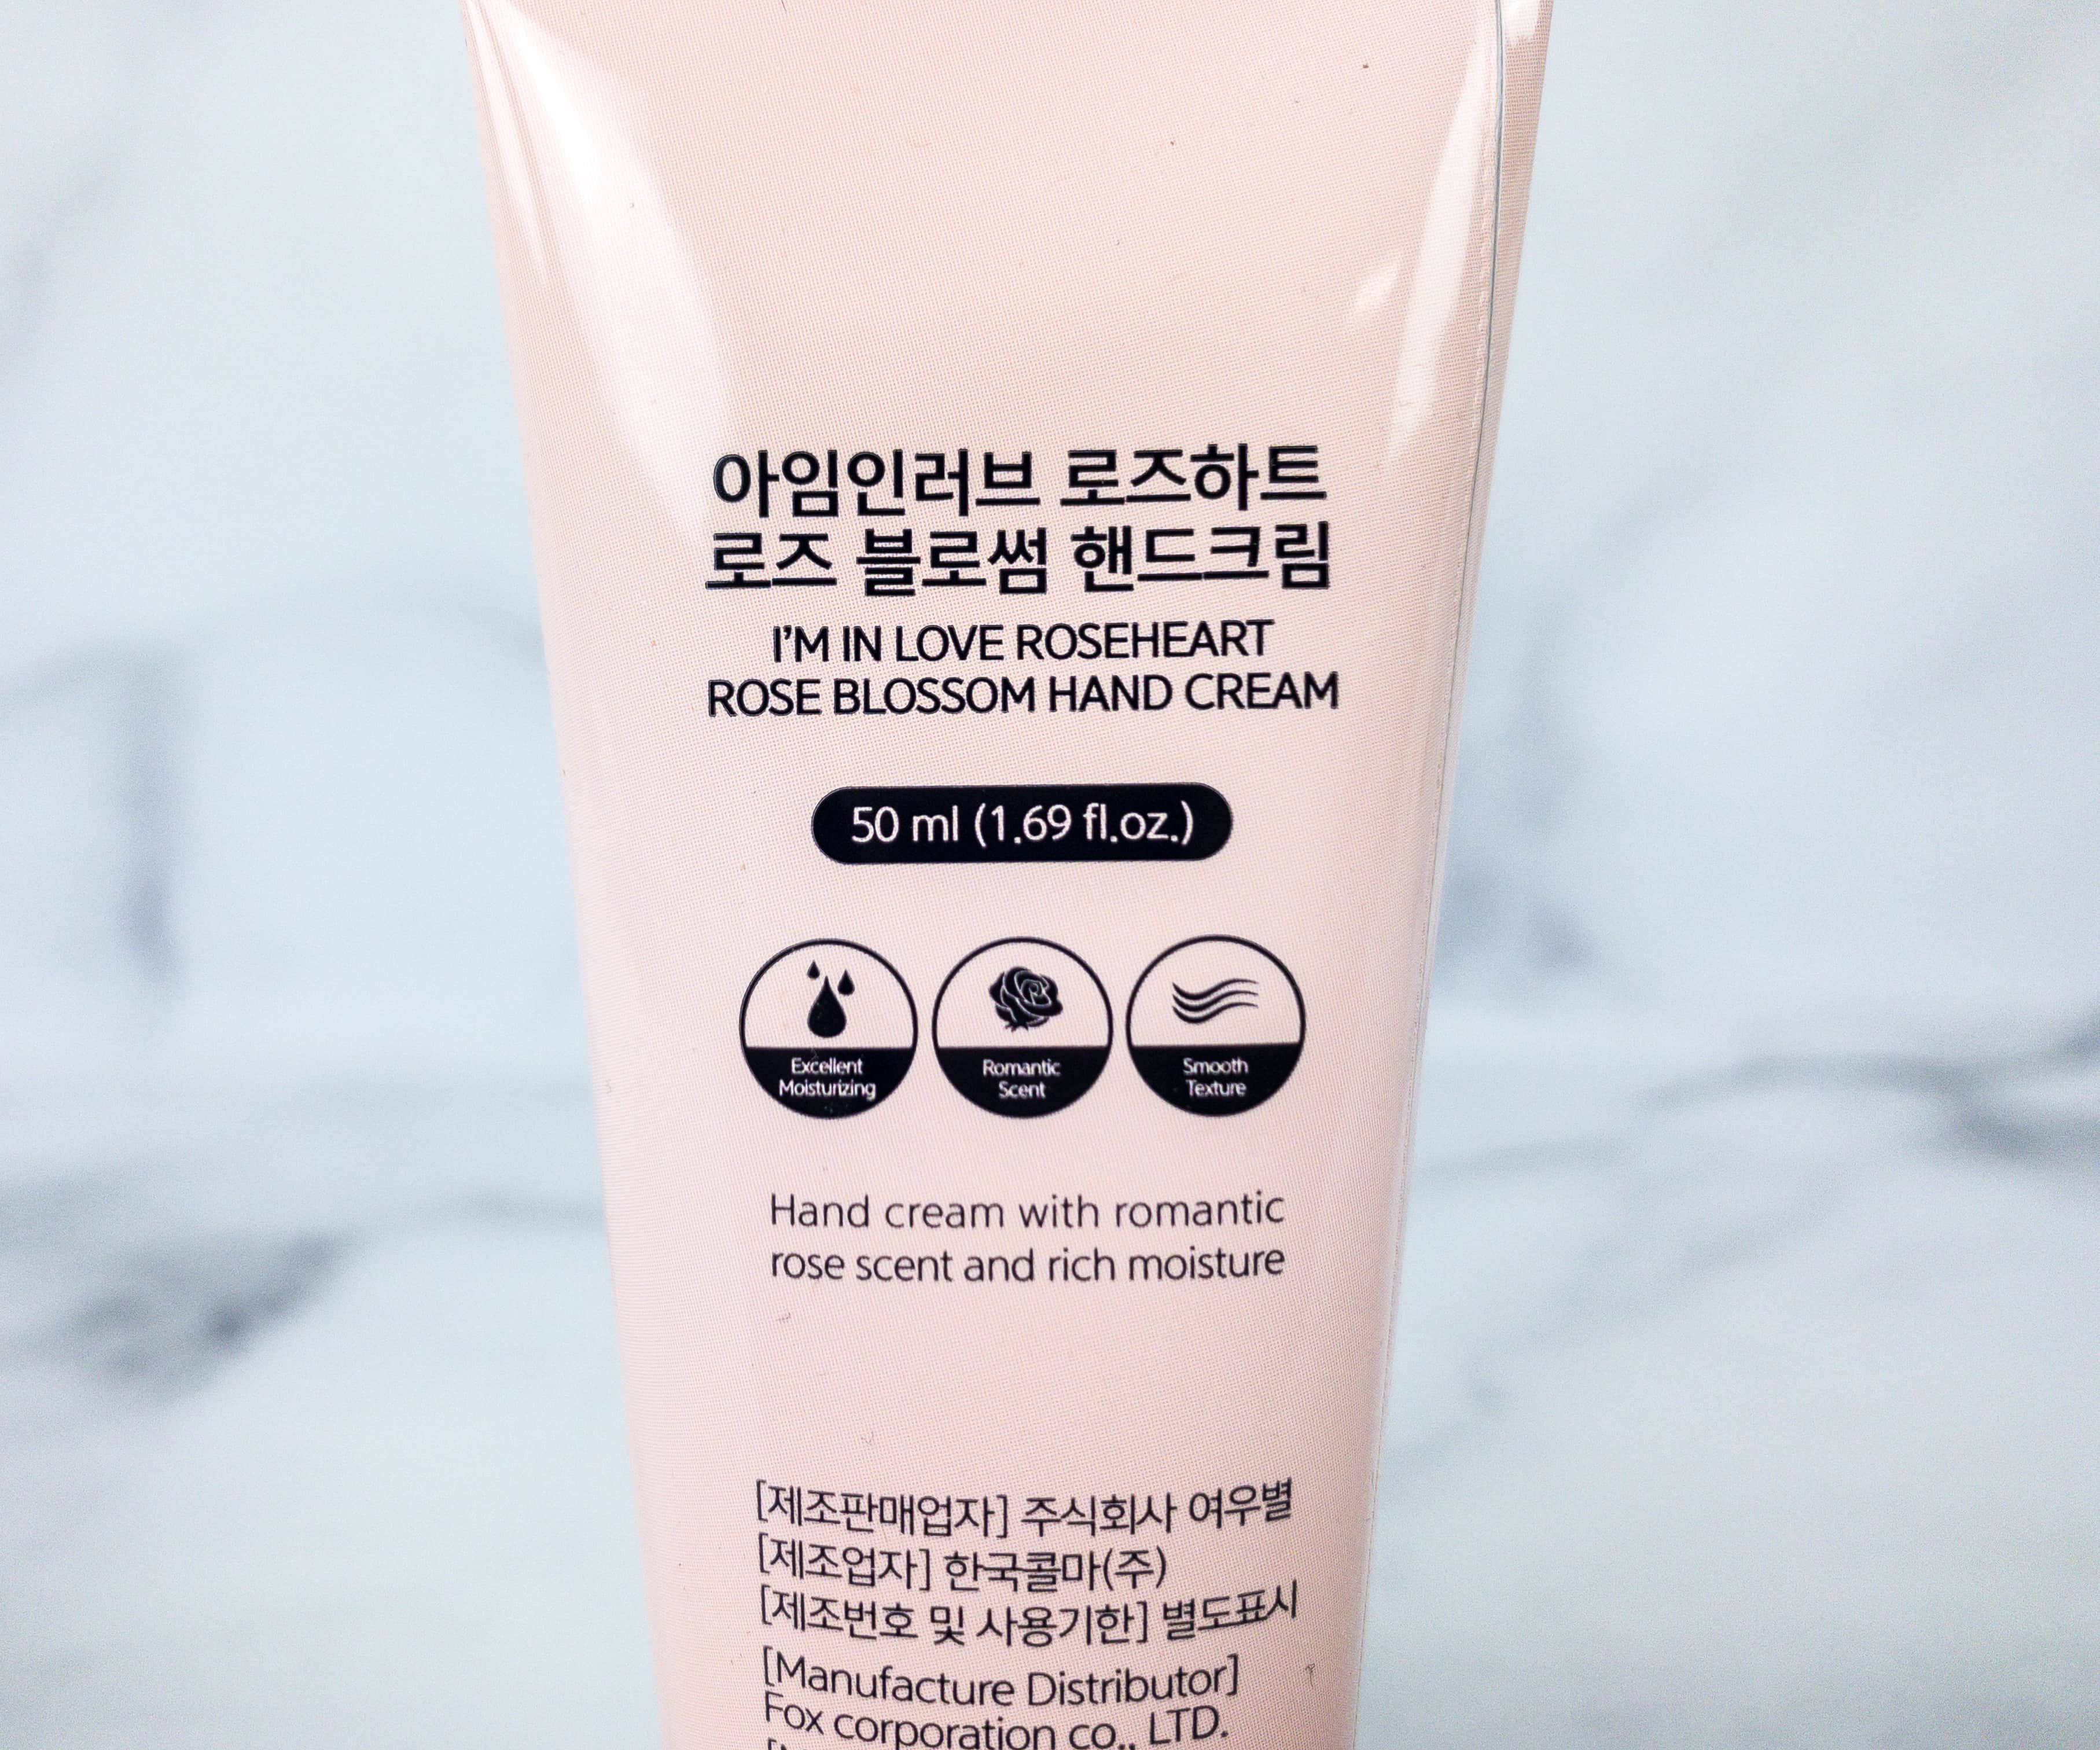 아임인러브 로즈하트
로즈 블로썸 핸드크림
I'M IN LOVE ROSEHEART
ROSE BLOSSOM HAND CREAM
50 ml (1.69 fl.oz.)
Excellent
Moisturizing
Romantic
Scent
Smooth
Texture
Hand cream with romantic
rose scent and rich moisture
[제조판매업자] 주식회사 여우별
[제조업자] 한국콜마(주)
[제조번호 및 사용기한] 별도표시
[Manufacture Distributor]
Fox corporation co., LTD.